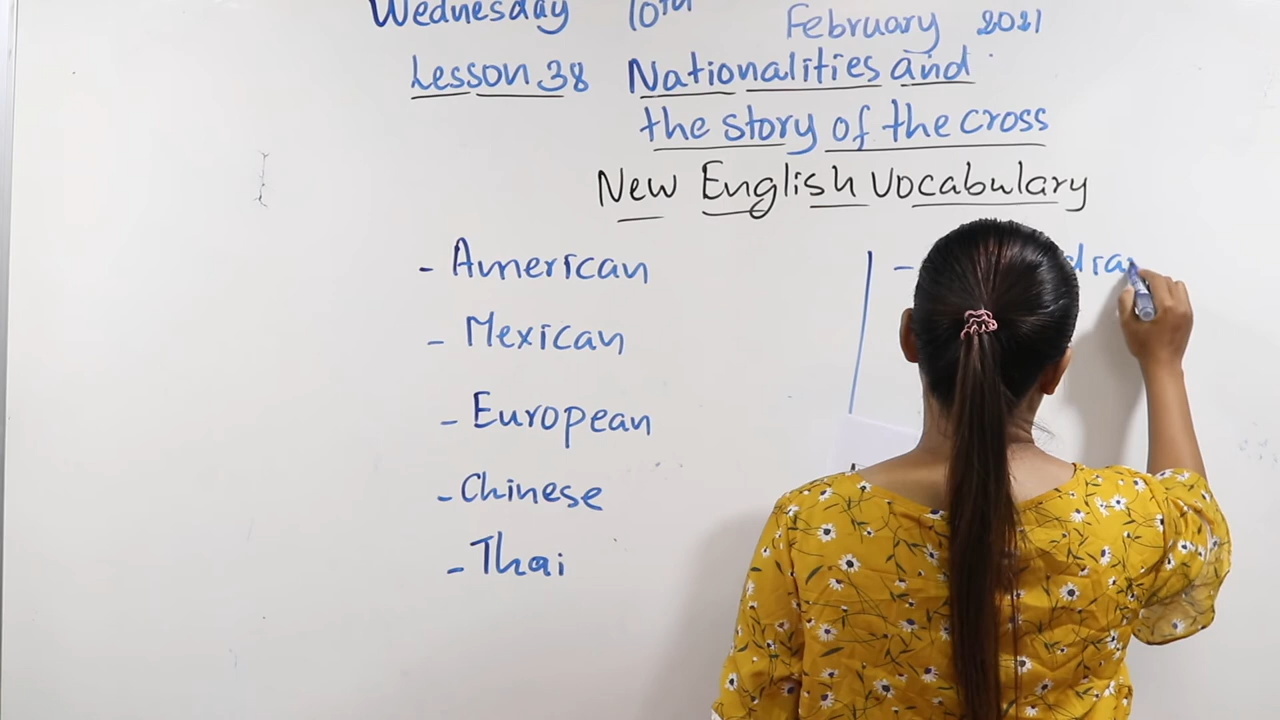 Wednesday 10th February 2021
Lesson 38 Nationalities and
the story of the cross
New English Vocabulary
- American
- Mexican
- European
- Chinese
- Thai
-